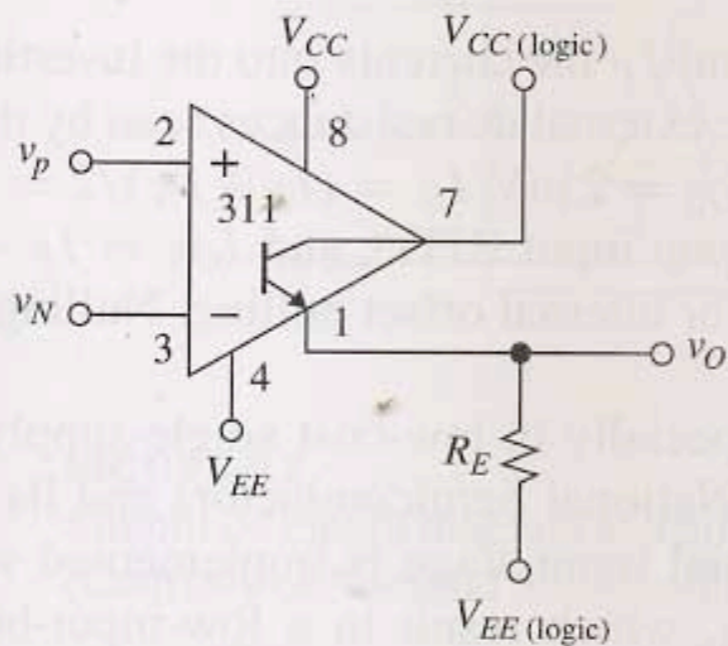 V_CC
V_CC (logic)
2
8
v_p
+
311
7
v_N
−
1
3
4
v_O
V_EE
R_E
V_EE (logic)